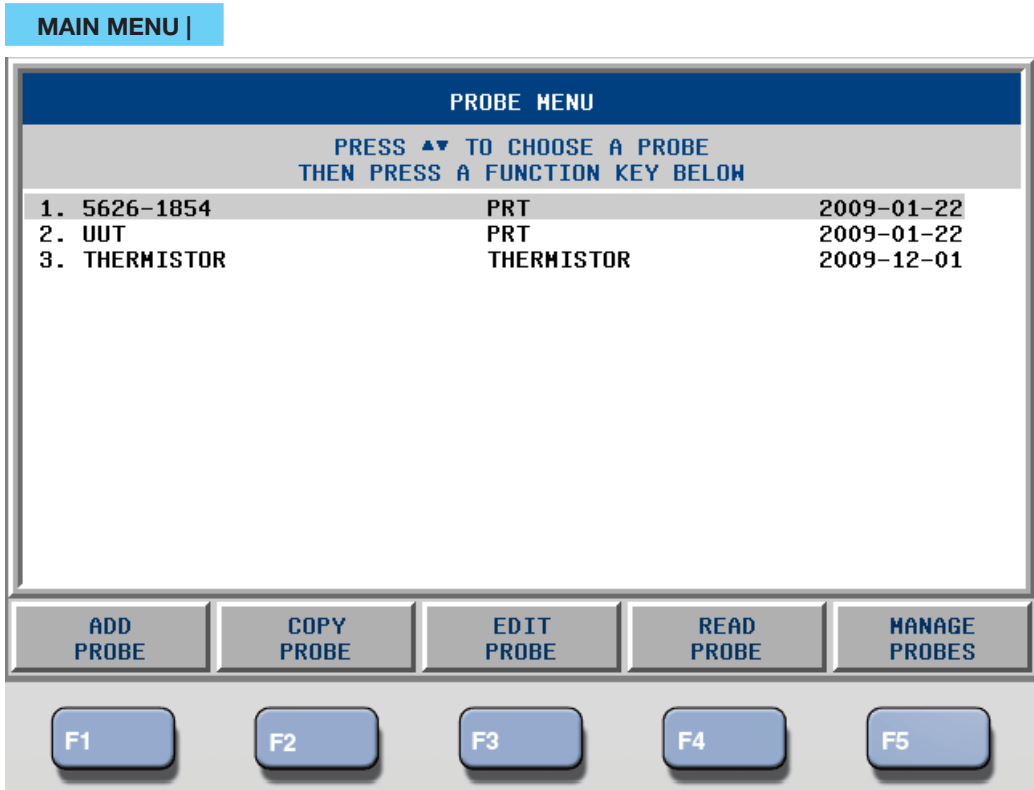 MAIN MENU |
PROBE MENU
PRESS ▲▼ TO CHOOSE A PROBE
THEN PRESS A FUNCTION KEY BELOW
1. 5626-1854 PRT 2009-01-22
2. UUT PRT 2009-01-22
3. THERMISTOR THERMISTOR 2009-12-01
ADD PROBE
COPY PROBE
EDIT PROBE
READ PROBE
MANAGE PROBES
F1 F2 F3 F4 F5